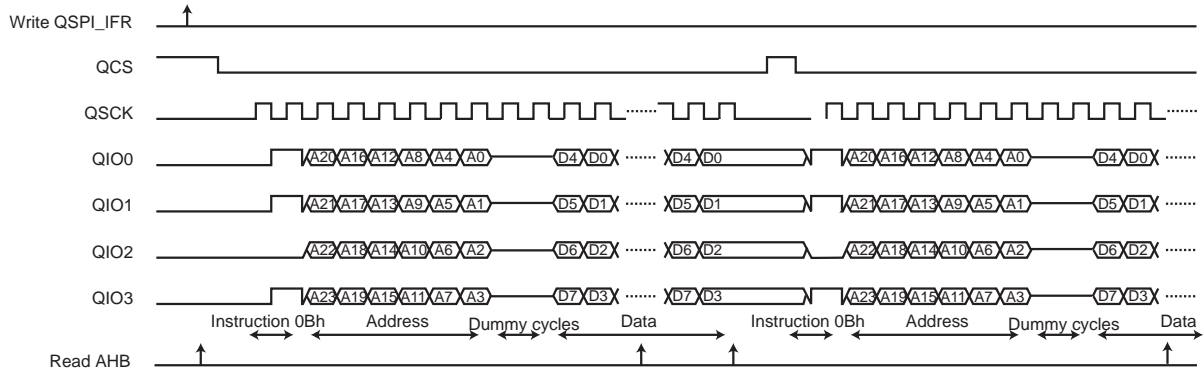 Write QSPI_IFR
QCS
QSCK
QIO0 A20 A16 A12 A8 A4 A0 D4 D0 D4 D0 A20 A16 A12 A8 A4 A0 D4 D0
QIO1 A21 A17 A13 A9 A5 A1 D5 D1 D5 D1 A21 A17 A13 A9 A5 A1 D5 D1
QIO2 A22 A18 A14 A10 A6 A2 D6 D2 D6 D2 A22 A18 A14 A10 A6 A2 D6 D2
QIO3 A23 A19 A15 A11 A7 A3 D7 D3 D7 D3 A23 A19 A15 A11 A7 A3 D7 D3
Instruction 0Bh Address Dummy cycles Data Instruction 0Bh Address Dummy cycles Data
Read AHB